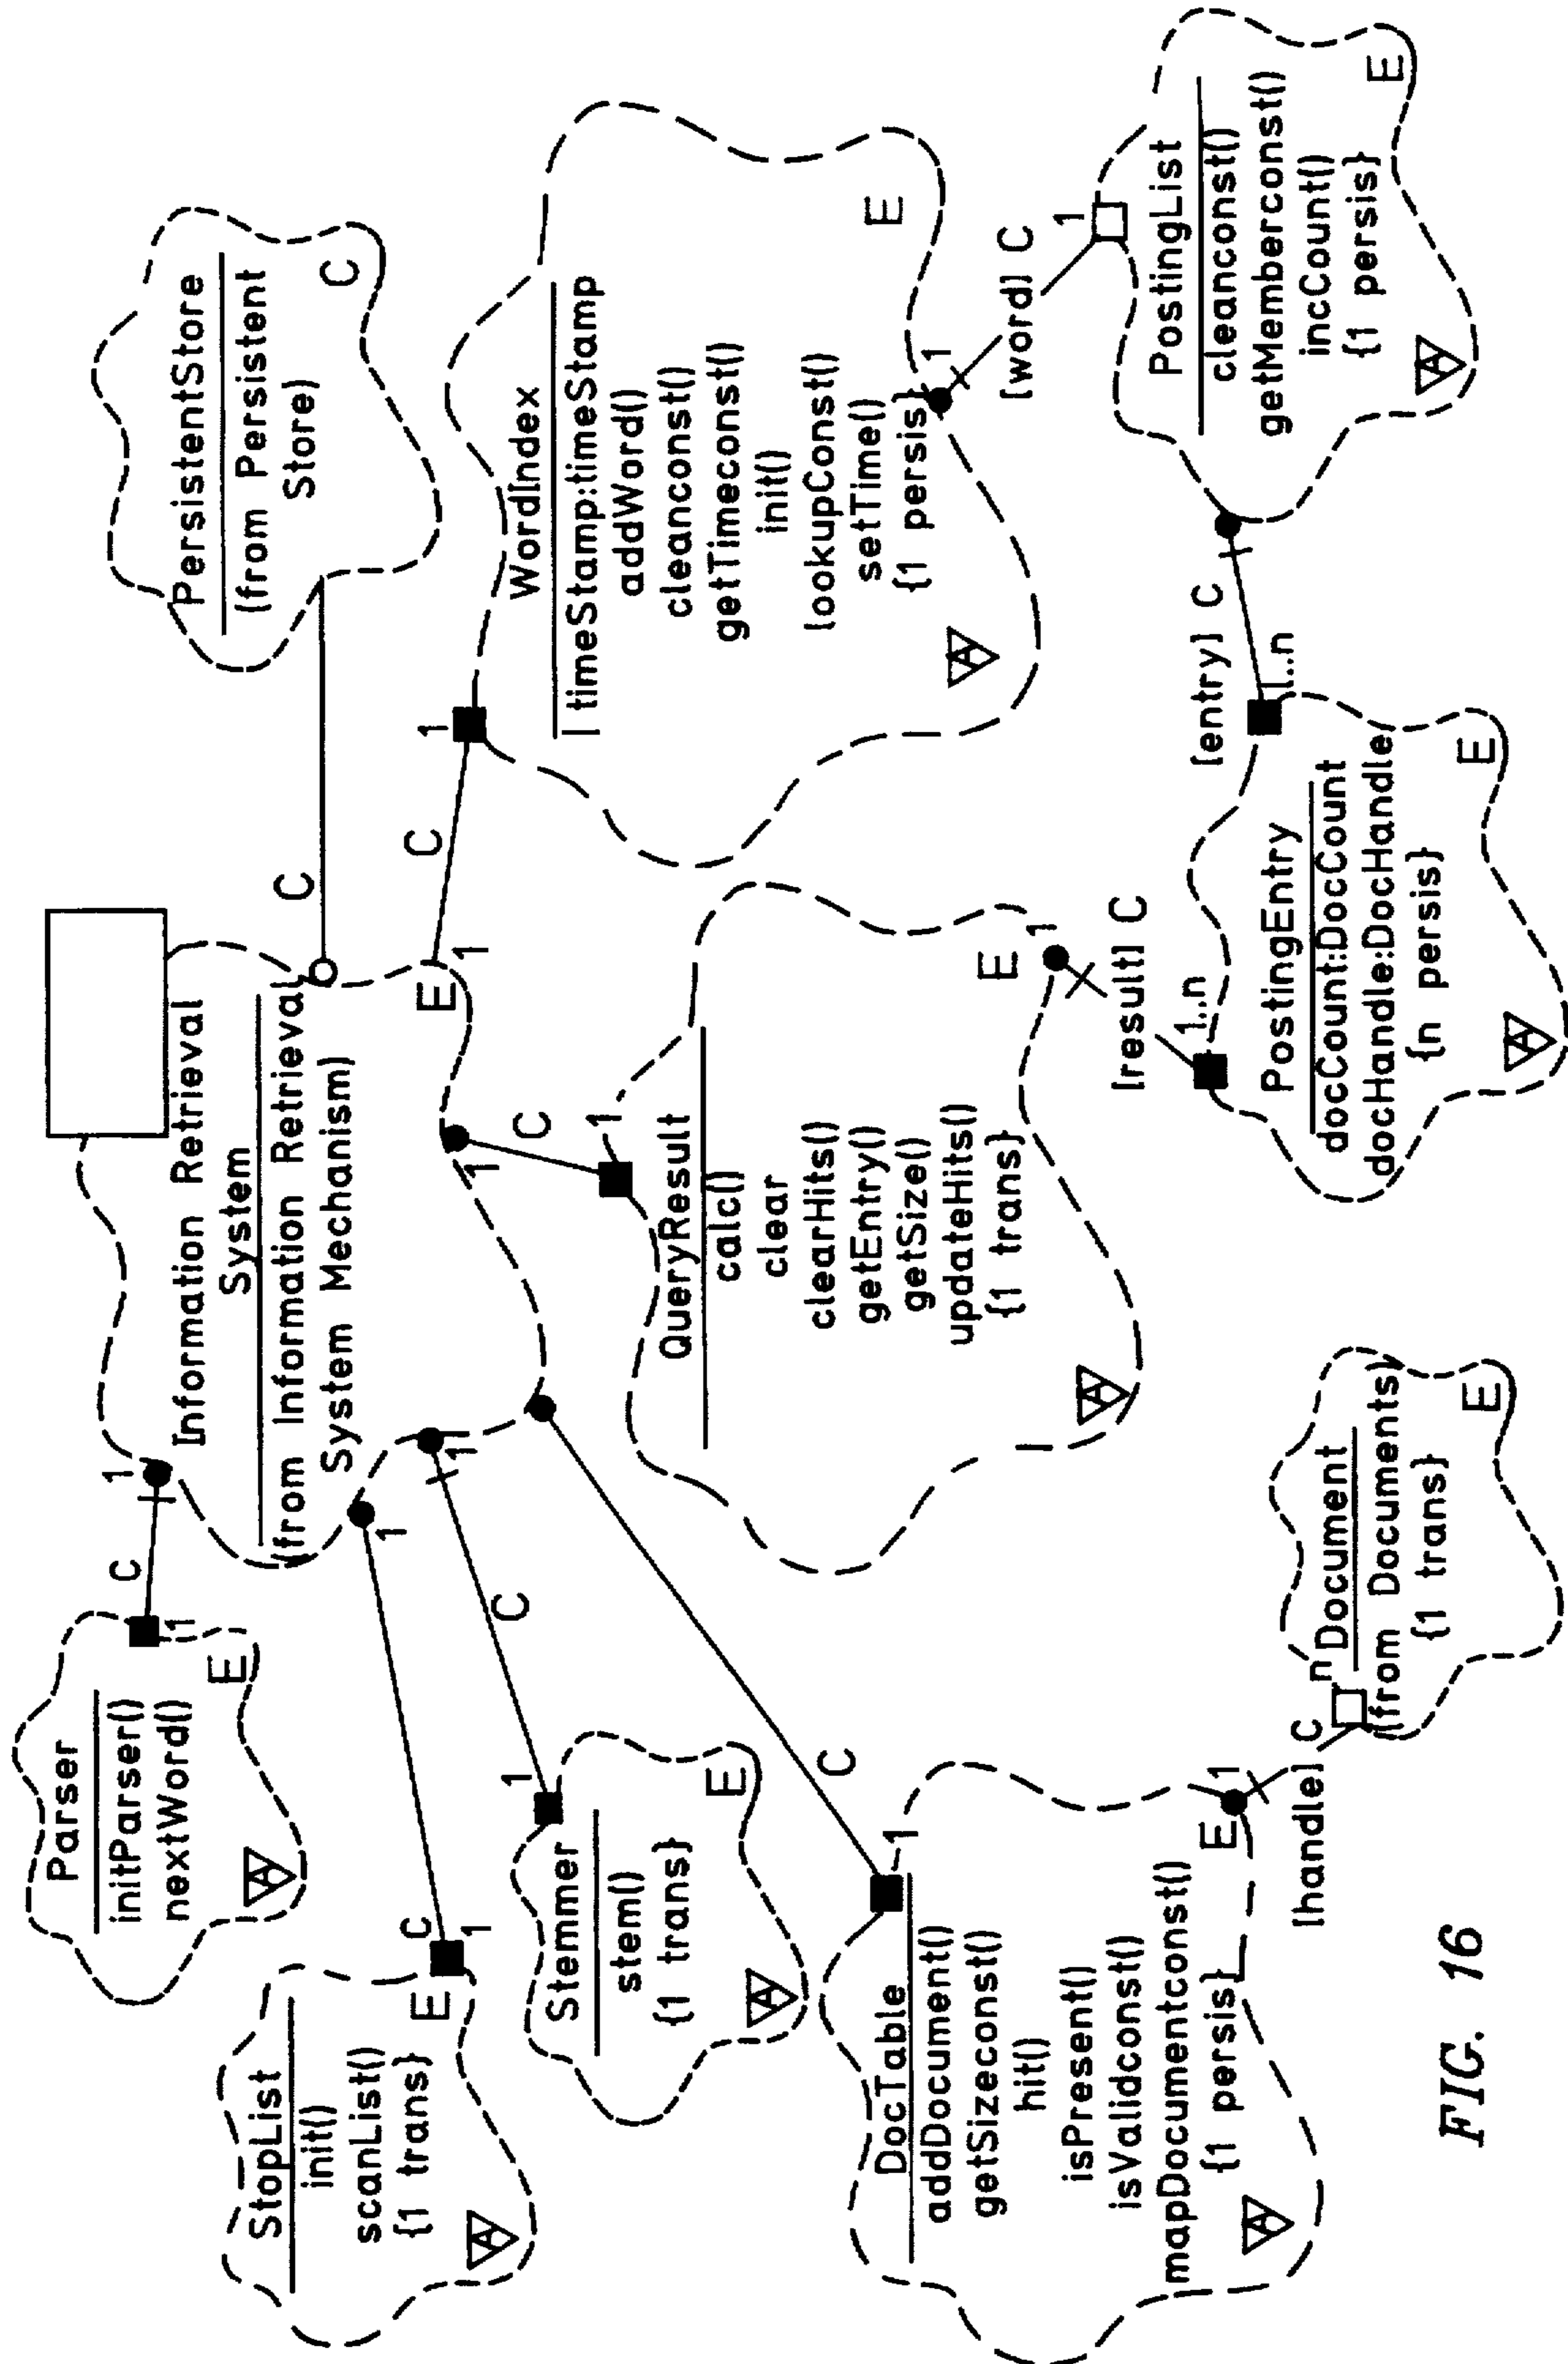 Parser
initParser()
nextWord()
A
E
1
C
1
Information Retrieval
System
(from Information Retrieval
System Mechanism)
E
C
PersistentStore
(from Persistent
Store)
C
StopList
init()
scanList()
{1 trans}
A
E
C
1
1
Stemmer
stem()
{1 trans}
A
E
1
C
1
1
C
1
QueryResult
calc()
clear
clearHits()
getEntry()
getSize()
updateHits()
{1 trans}
A
E
1
C
1
WordIndex
timeStamp:timeStamp
addWord()
cleanconst()
getTimeconst()
init()
lookupConst()
setTime()
{1 persis}
A
E
1
[word] C
1
DocTable
addDocument()
getSizeconst()
hit()
isPresent()
isValidconst()
mapDocumentconst()
{1 persis}
A
E
1
C
1
[handle] C
n
Document
(from Documents)
{1 trans}
E
1
[result] C
1..n
PostingEntry
docCount:DocCount
docHandle:DocHandle
{n persis}
A
E
[entry] C
1..n
PostingList
cleanconst()
getMemberconst()
incCount()
{1 persis}
A
E
FIG. 16